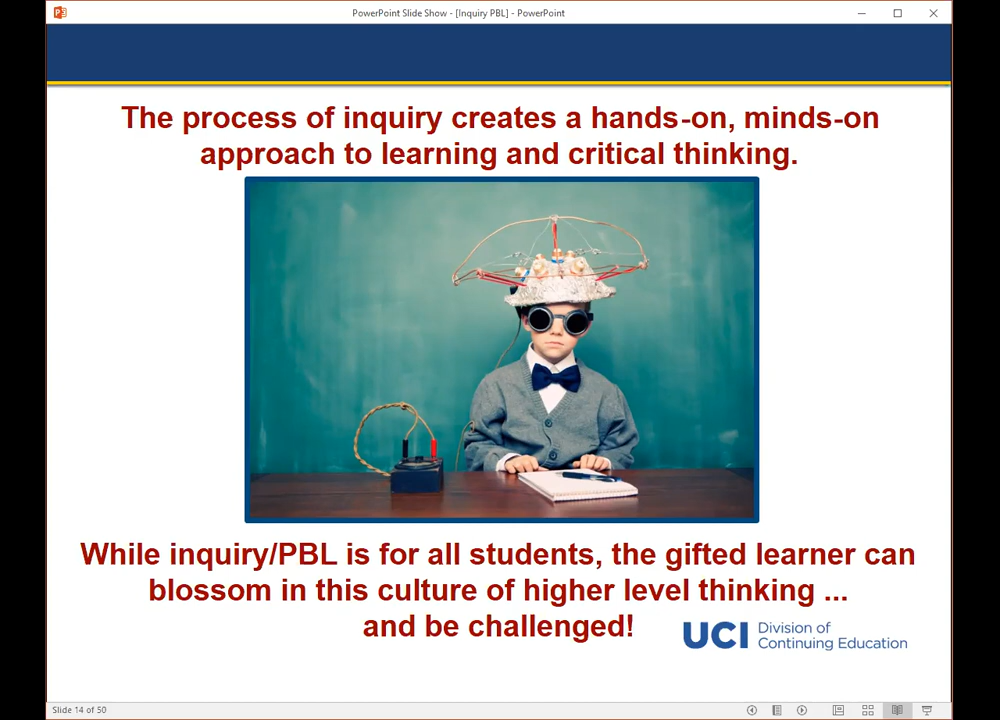 PowerPoint Slide Show - [Inquiry PBL] - PowerPoint
The process of inquiry creates a hands-on, minds-on
approach to learning and critical thinking.
While inquiry/PBL is for all students, the gifted learner can
blossom in this culture of higher level thinking ...
and be challenged!
UCI Division of
Continuing Education
Slide 14 of 50